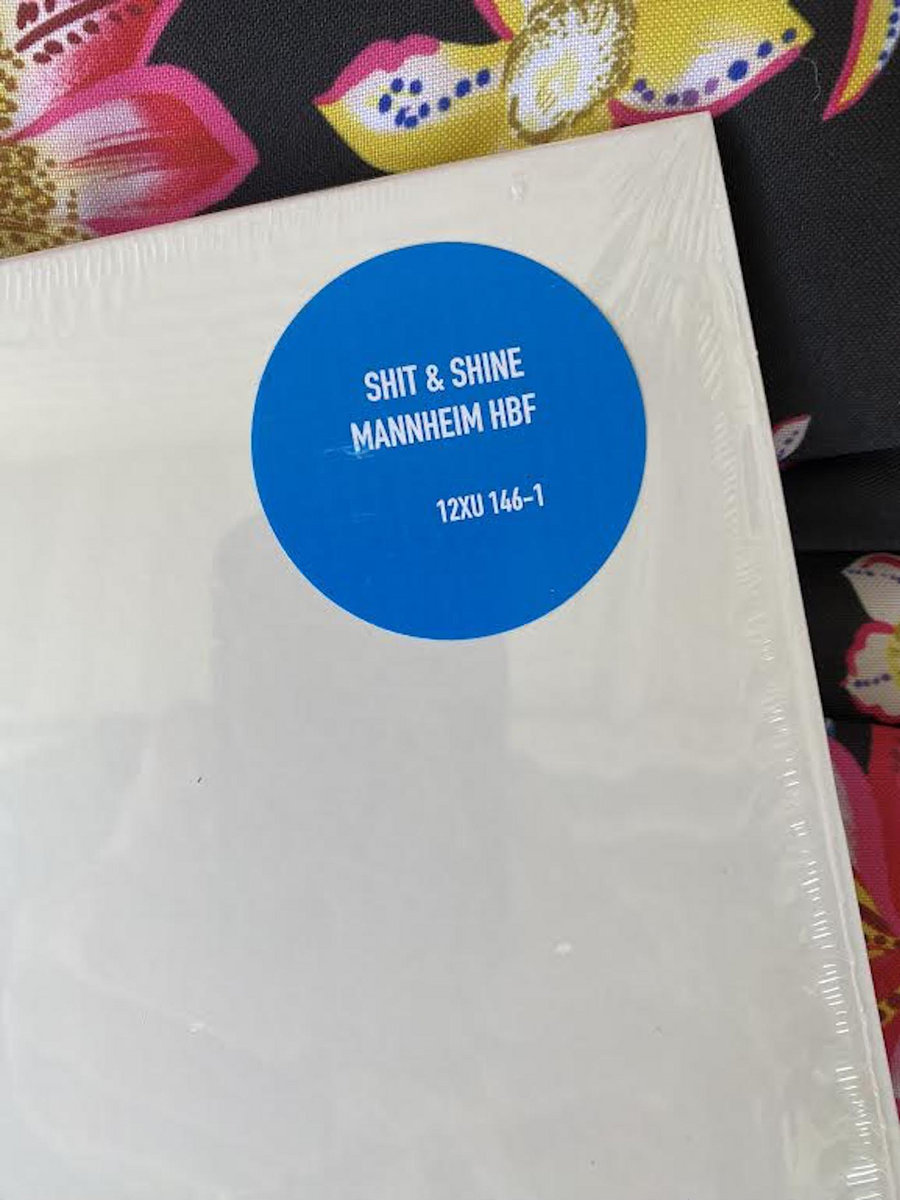 SHIT & SHINE
MANNHEIM HBF
12XU 146-1